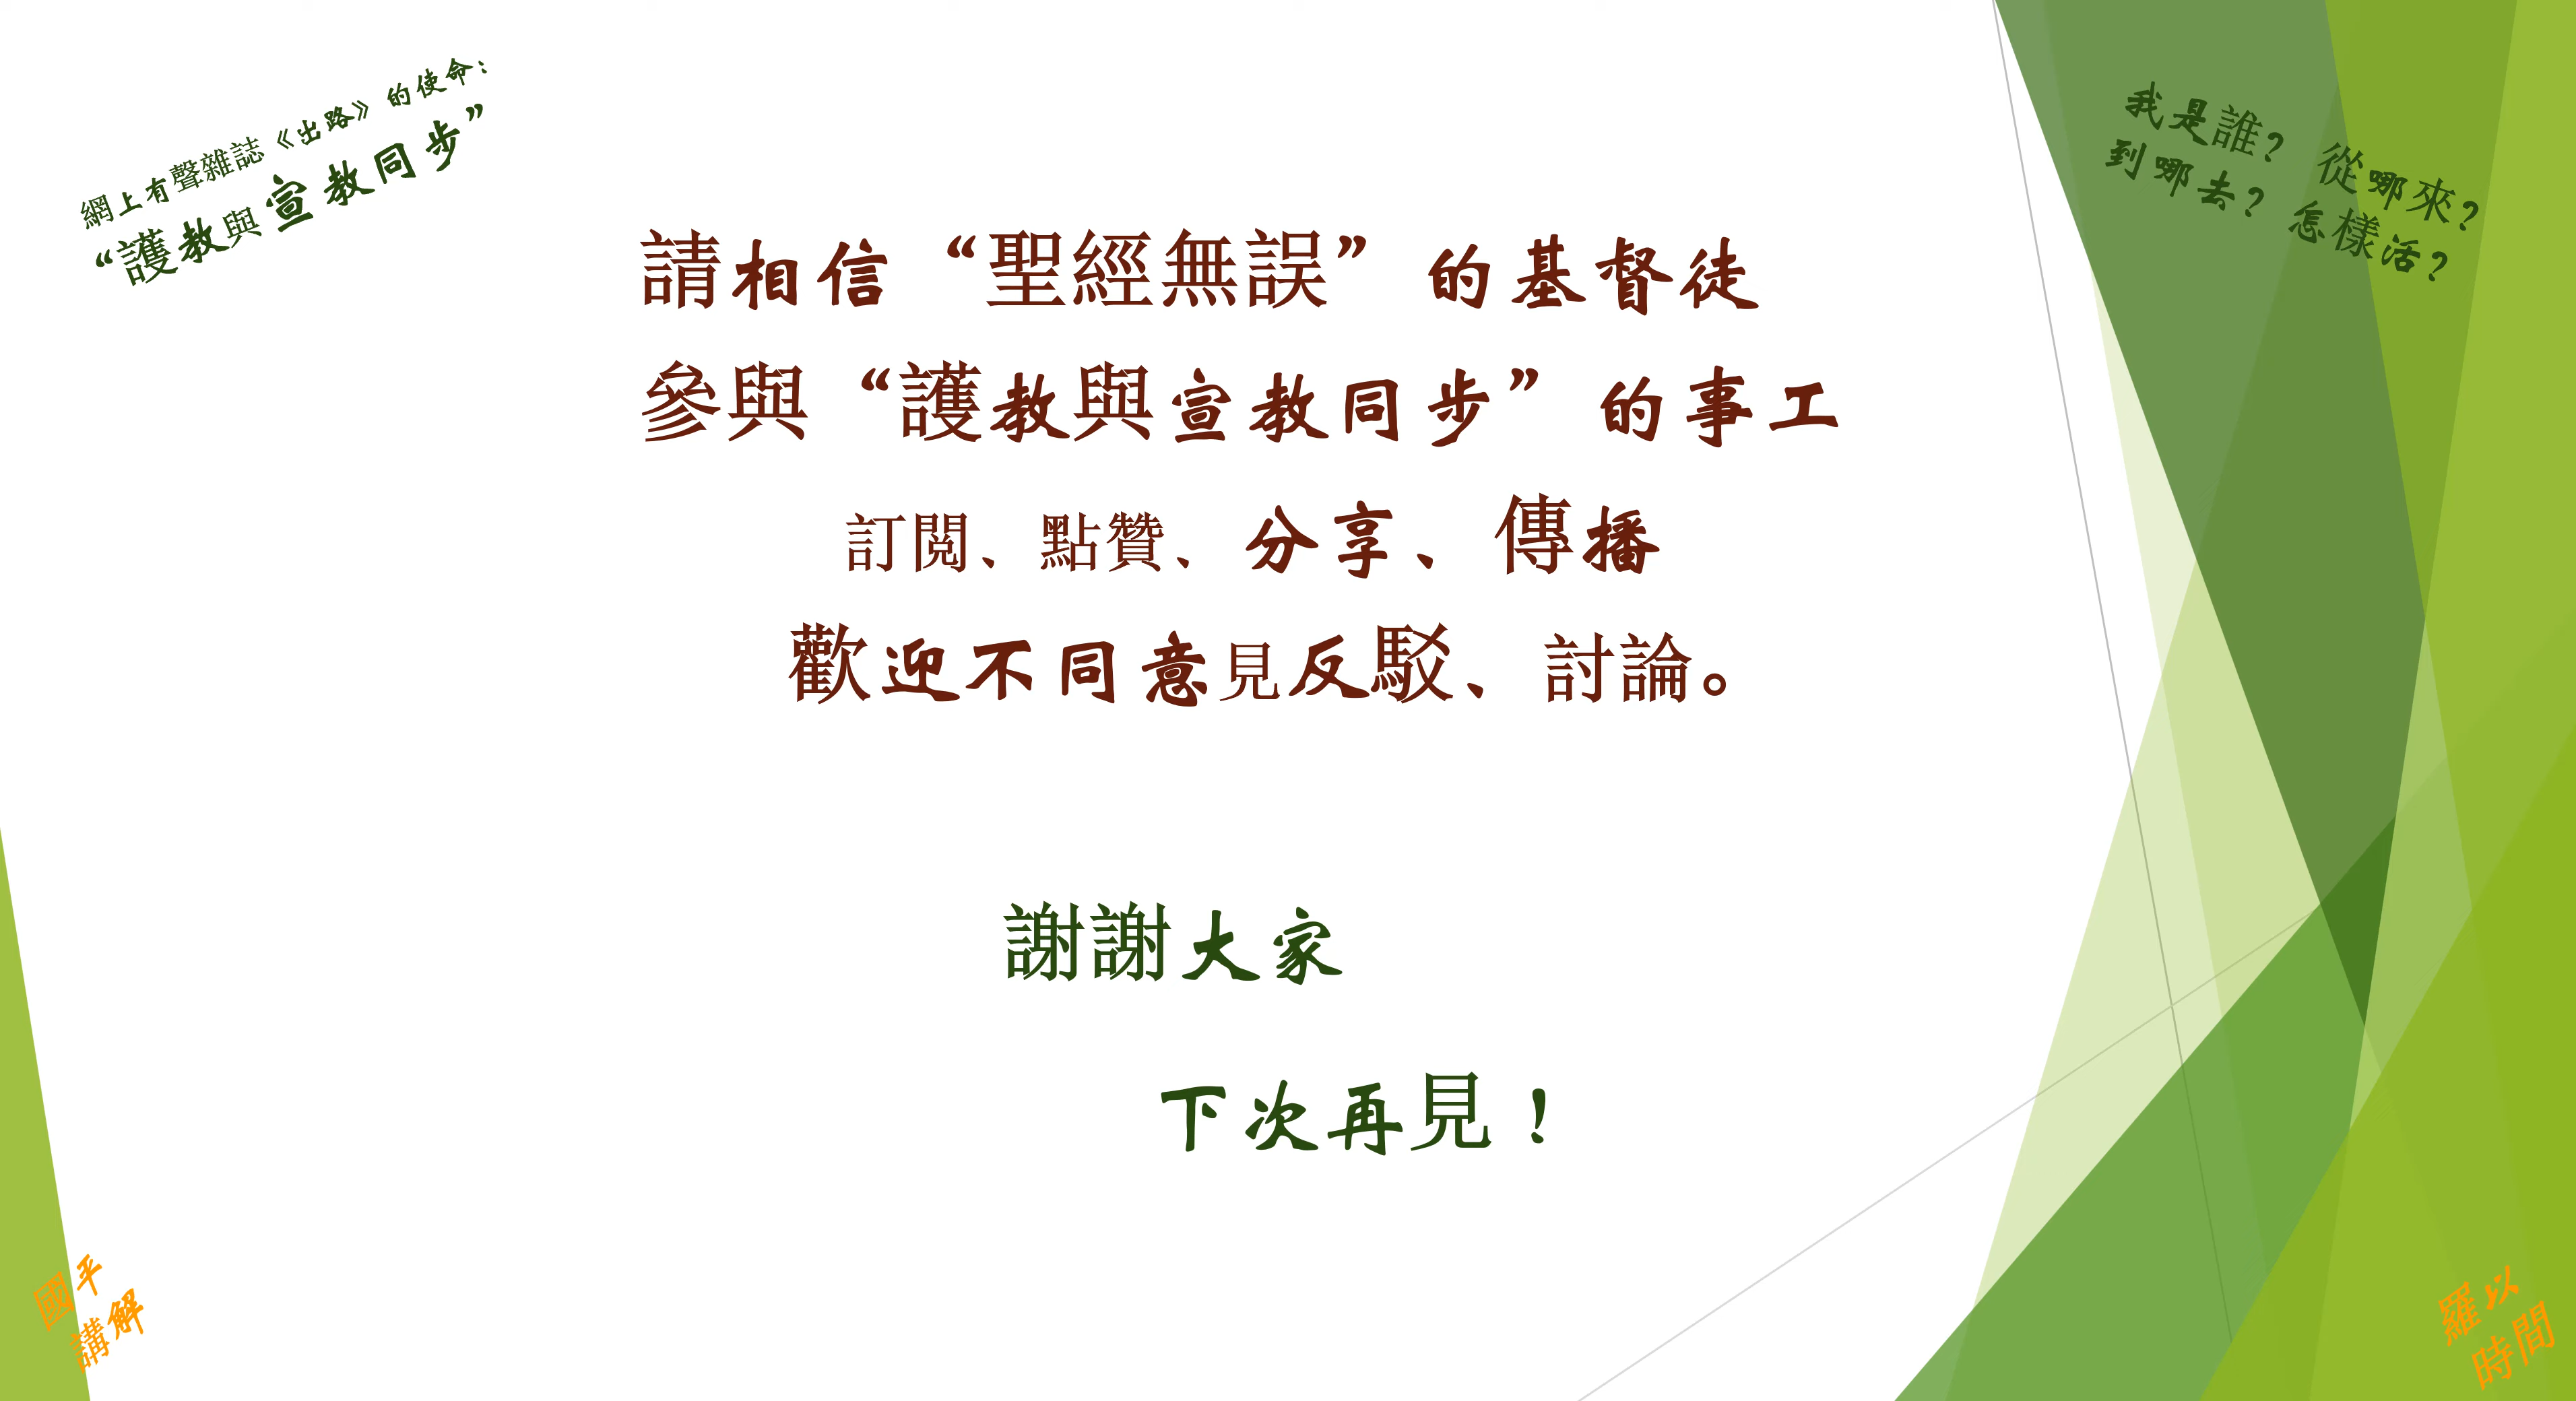 網上有聲雜誌《出路》的使命：
“護教與宣教同步”
我是誰？從哪來？
到哪去？怎樣活？
請相信“聖經無誤”的基督徒
參與“護教與宣教同步”的事工
訂閱、點贊、分享、傳播
歡迎不同意見反駁、討論。
謝謝大家
下次再見！
國平
講解
羅以
時間